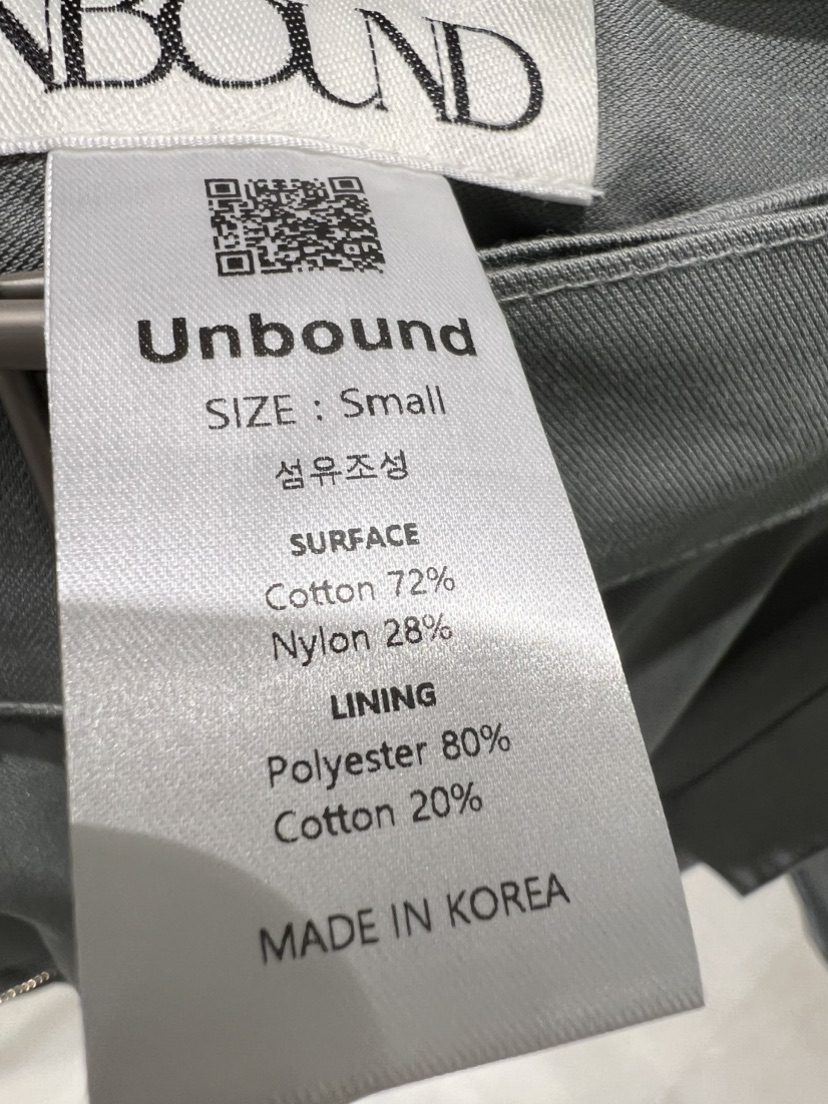 NBOUND
Unbound
SIZE : Small
섬유조성
SURFACE
Cotton 72%
Nylon 28%
LINING
Polyester 80%
Cotton 20%
MADE IN KOREA